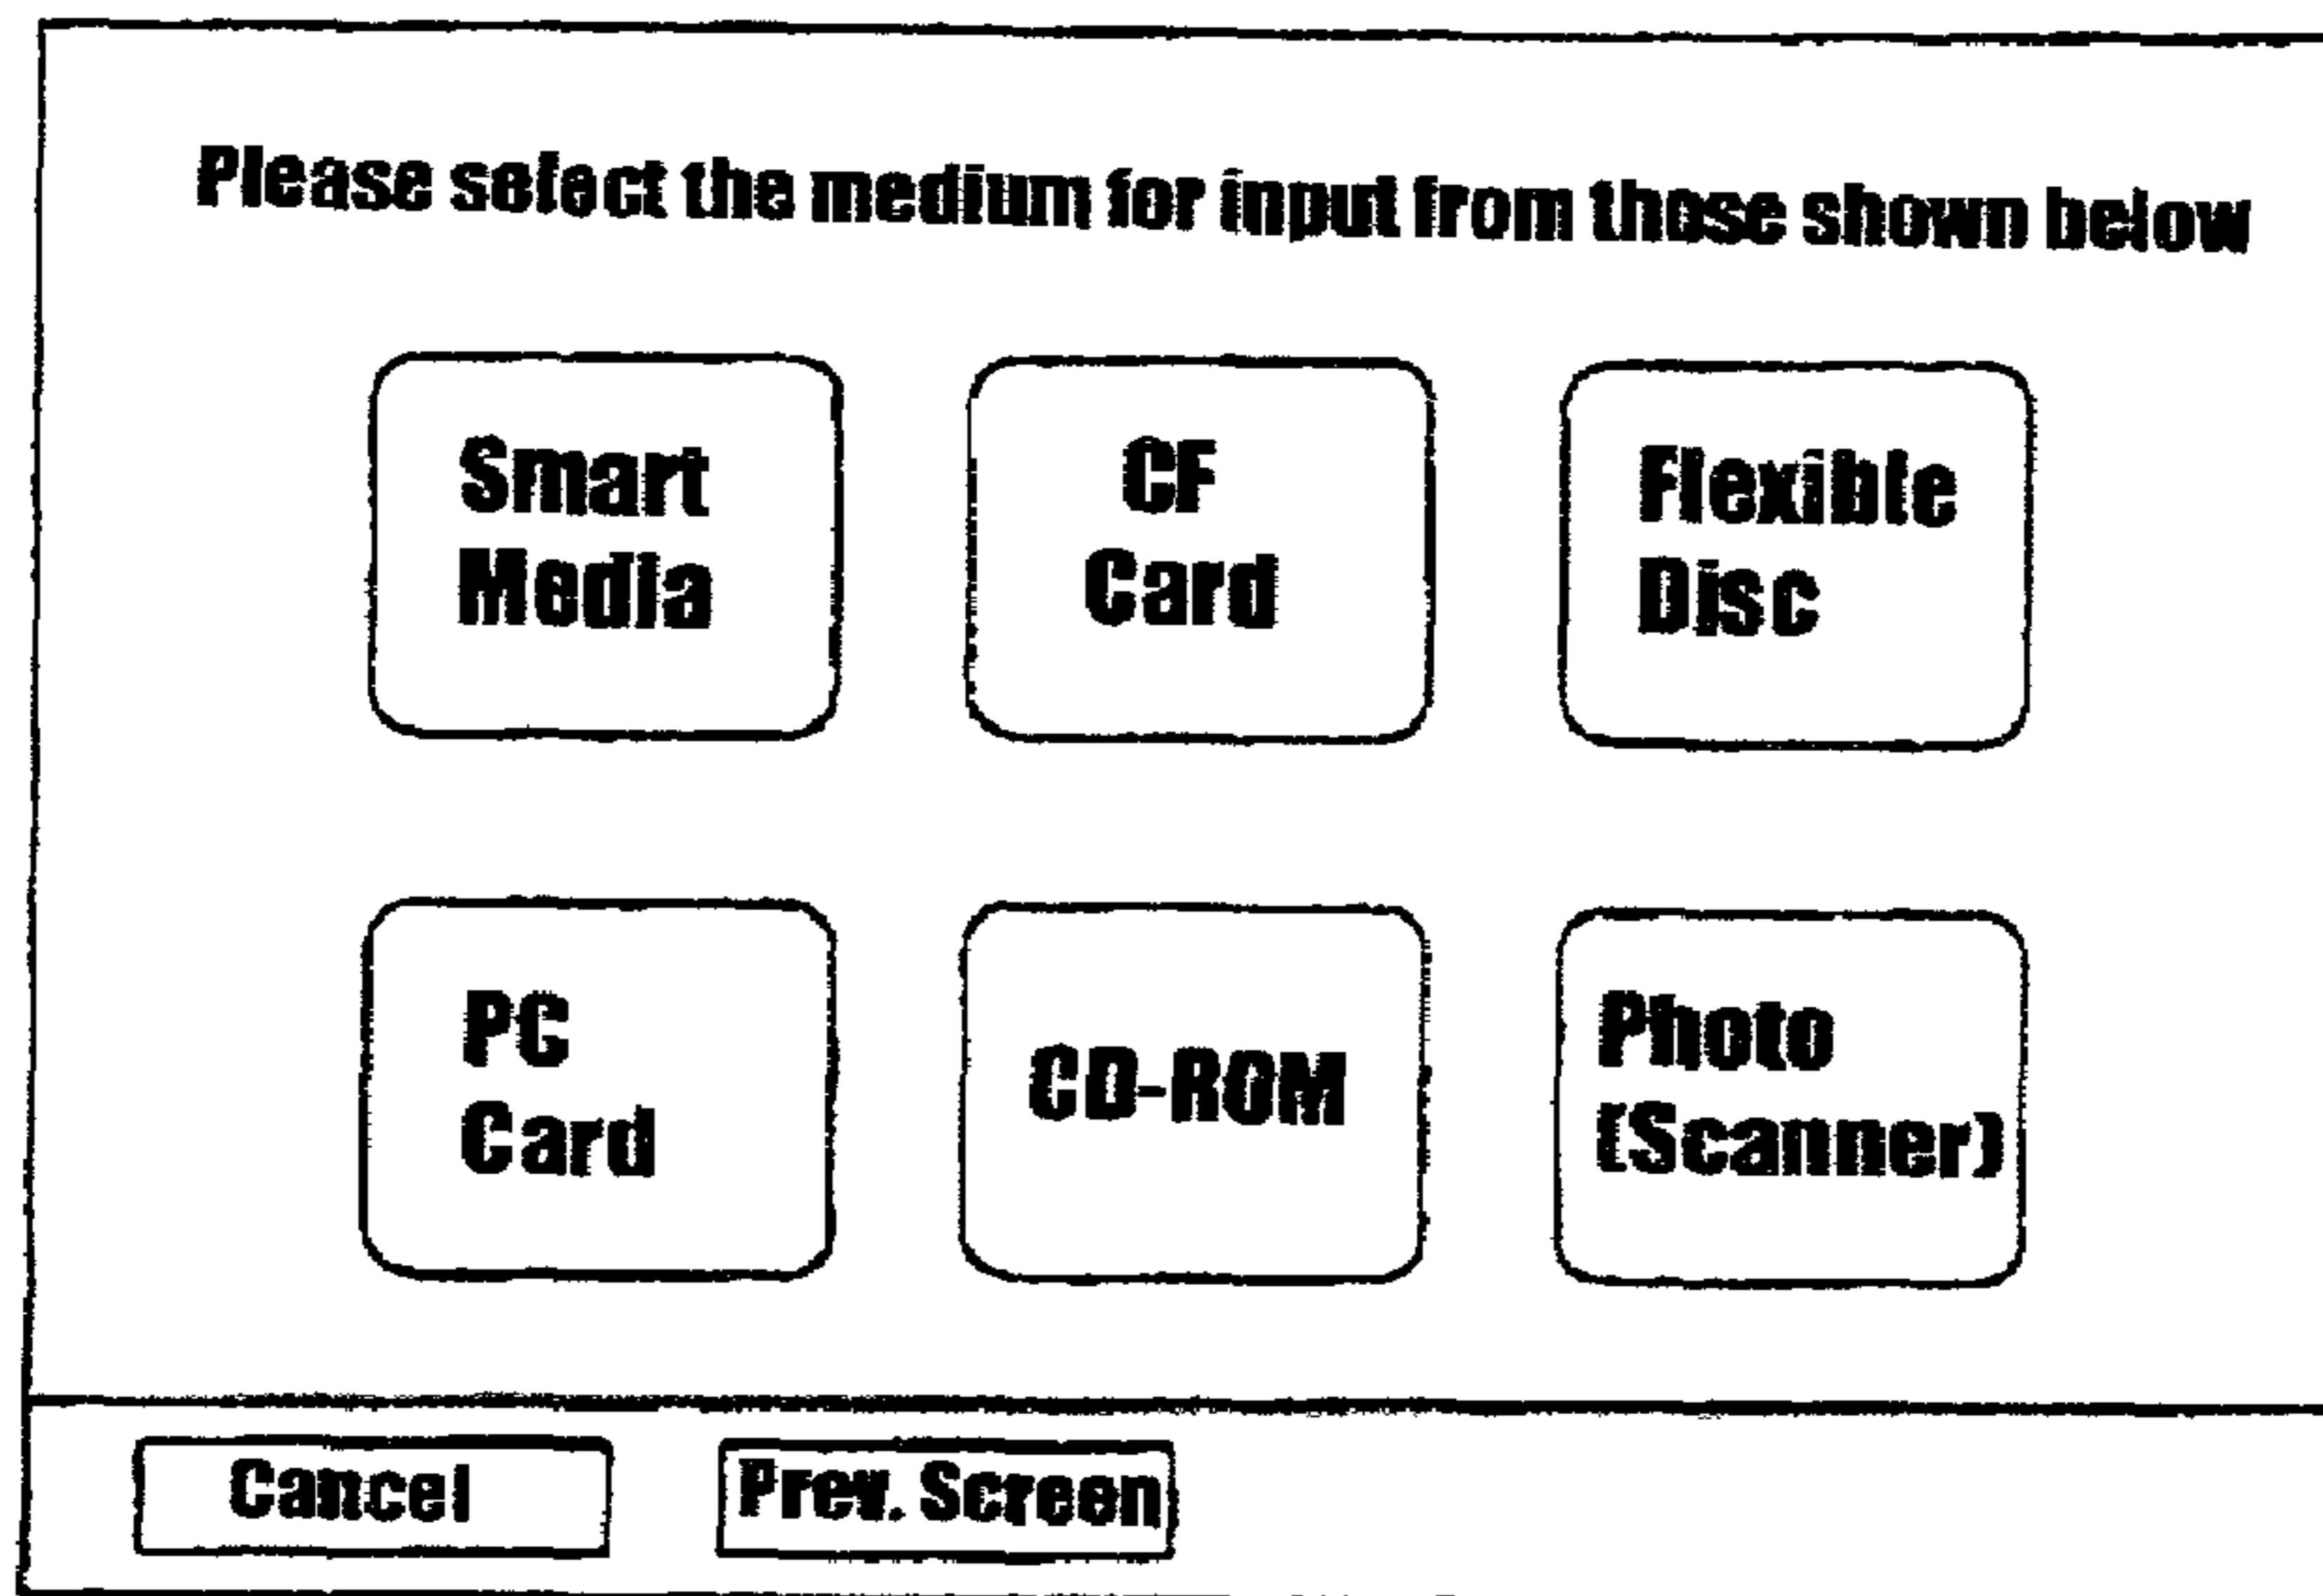 Please select the medium for input from those shown below
Smart
Media
CF
Card
Flexible
Disc
PC
Card
CD-ROM
Photo
(Scanner)
Cancel
Prev. Screen